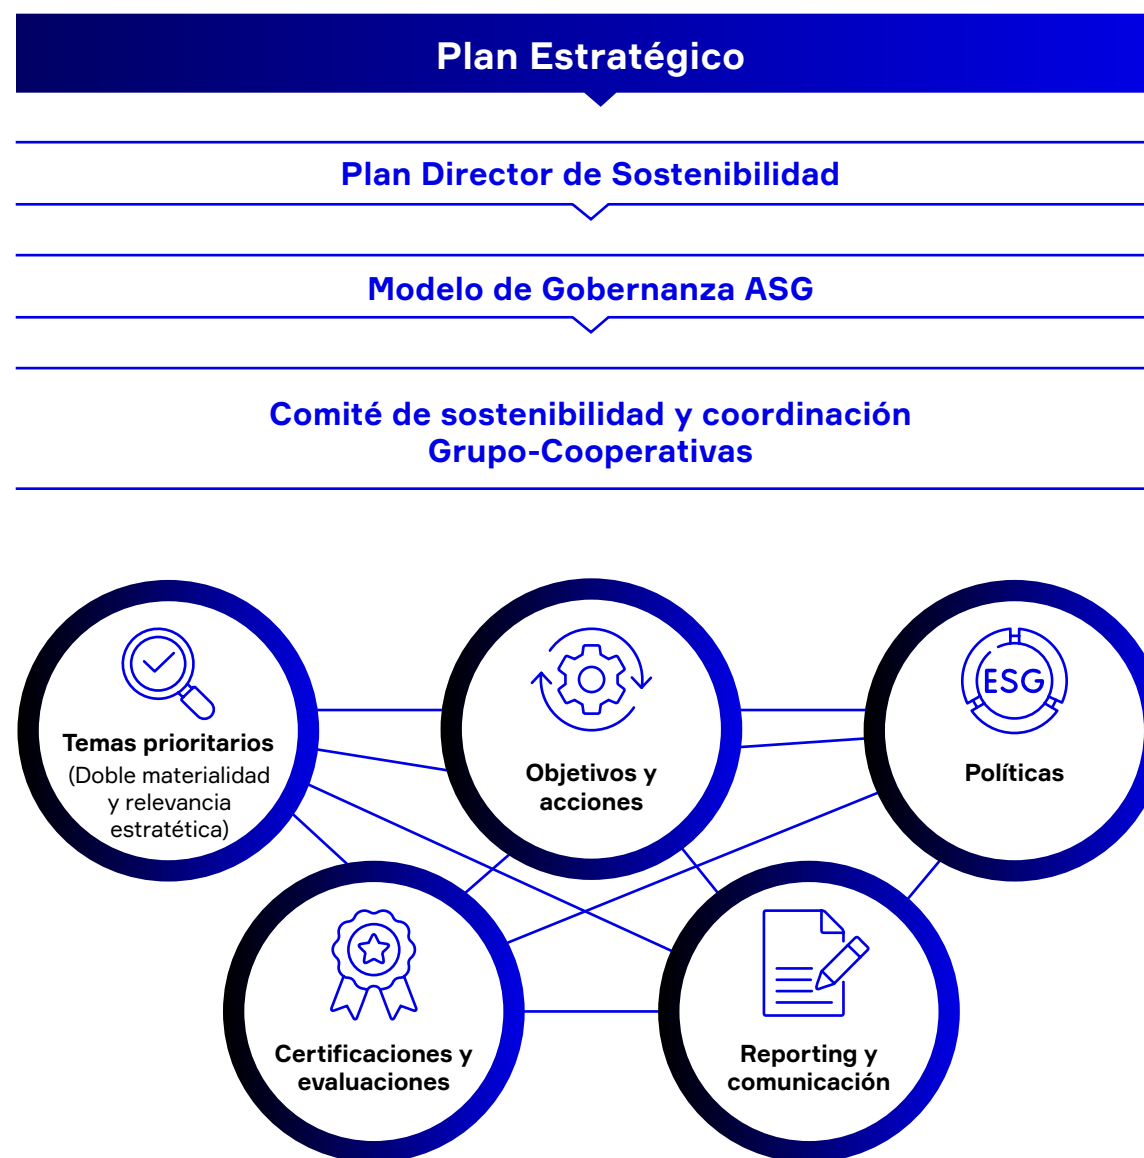 Plan Estratégico
Plan Director de Sostenibilidad
Modelo de Gobernanza ASG
Comité de sostenibilidad y coordinación
Grupo-Cooperativas
Temas prioritarios
(Doble materialidad
y relevancia
estratética)
Objetivos y
acciones
ESG
Políticas
Certificaciones y
evaluaciones
Reporting y
comunicación